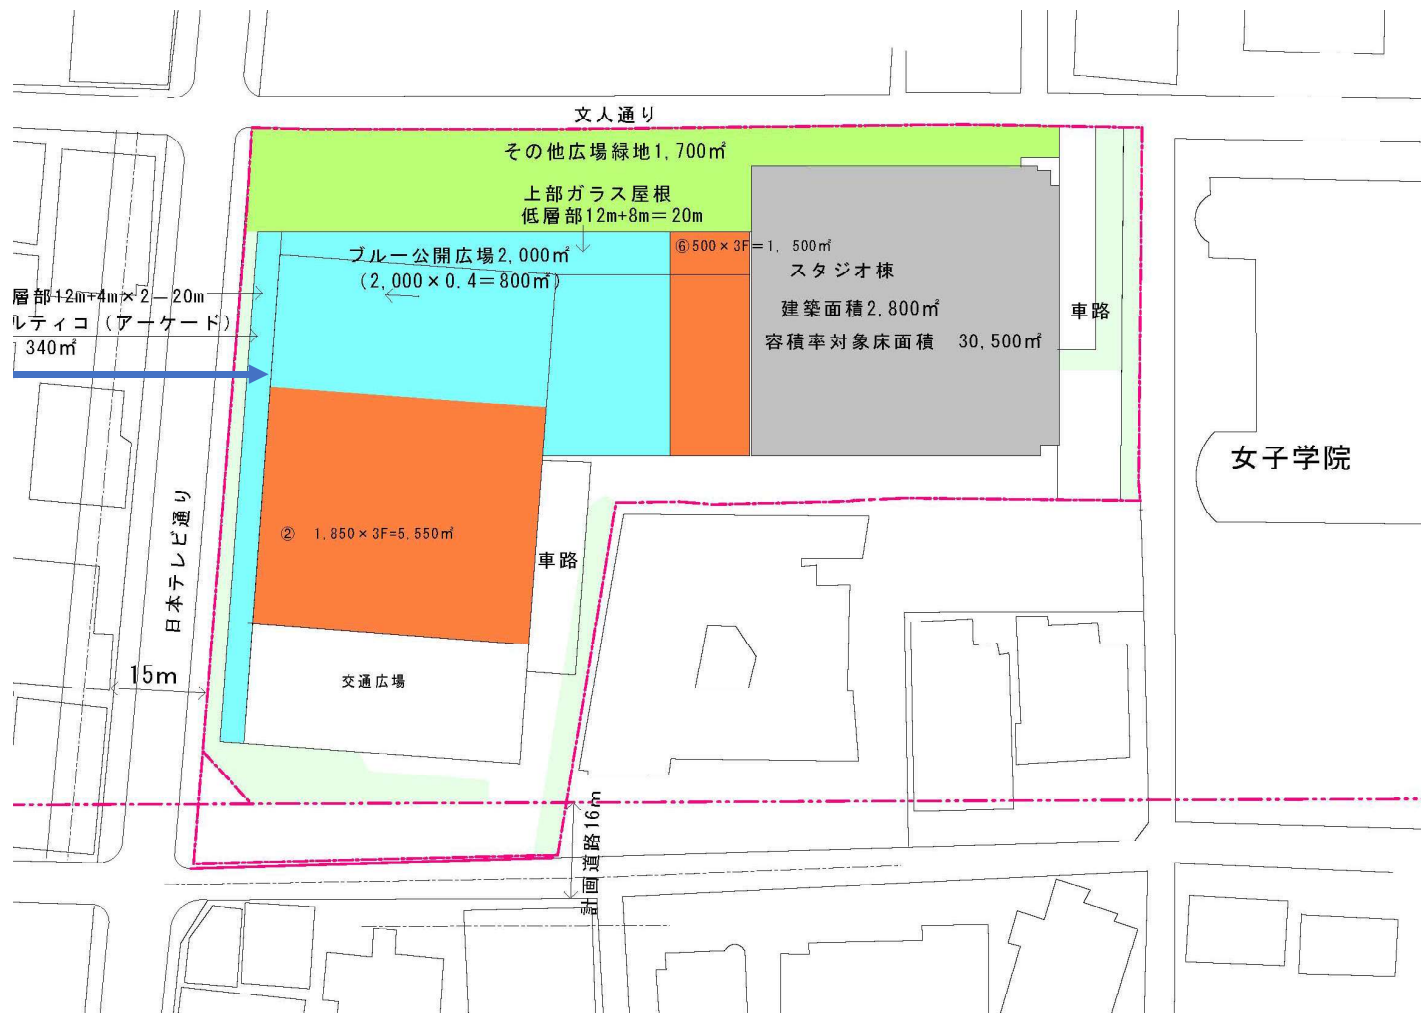 文人通り
その他広場緑地1,700㎡
上部ガラス屋根
低層部12m+8m＝20m
ブルー公開広場2,000㎡
（2,000×0.4＝800㎡）
⑥500×3F＝1, 500㎡
スタジオ棟
建築面積2,800㎡
容積率対象床面積　30,500㎡
車路
層部12m+4m×2―20m
ルティコ（アーケード）
340㎡
女子学院
日本テレビ通り
②　1,850×3F=5,550㎡
車路
15m
交通広場
計画道路16m